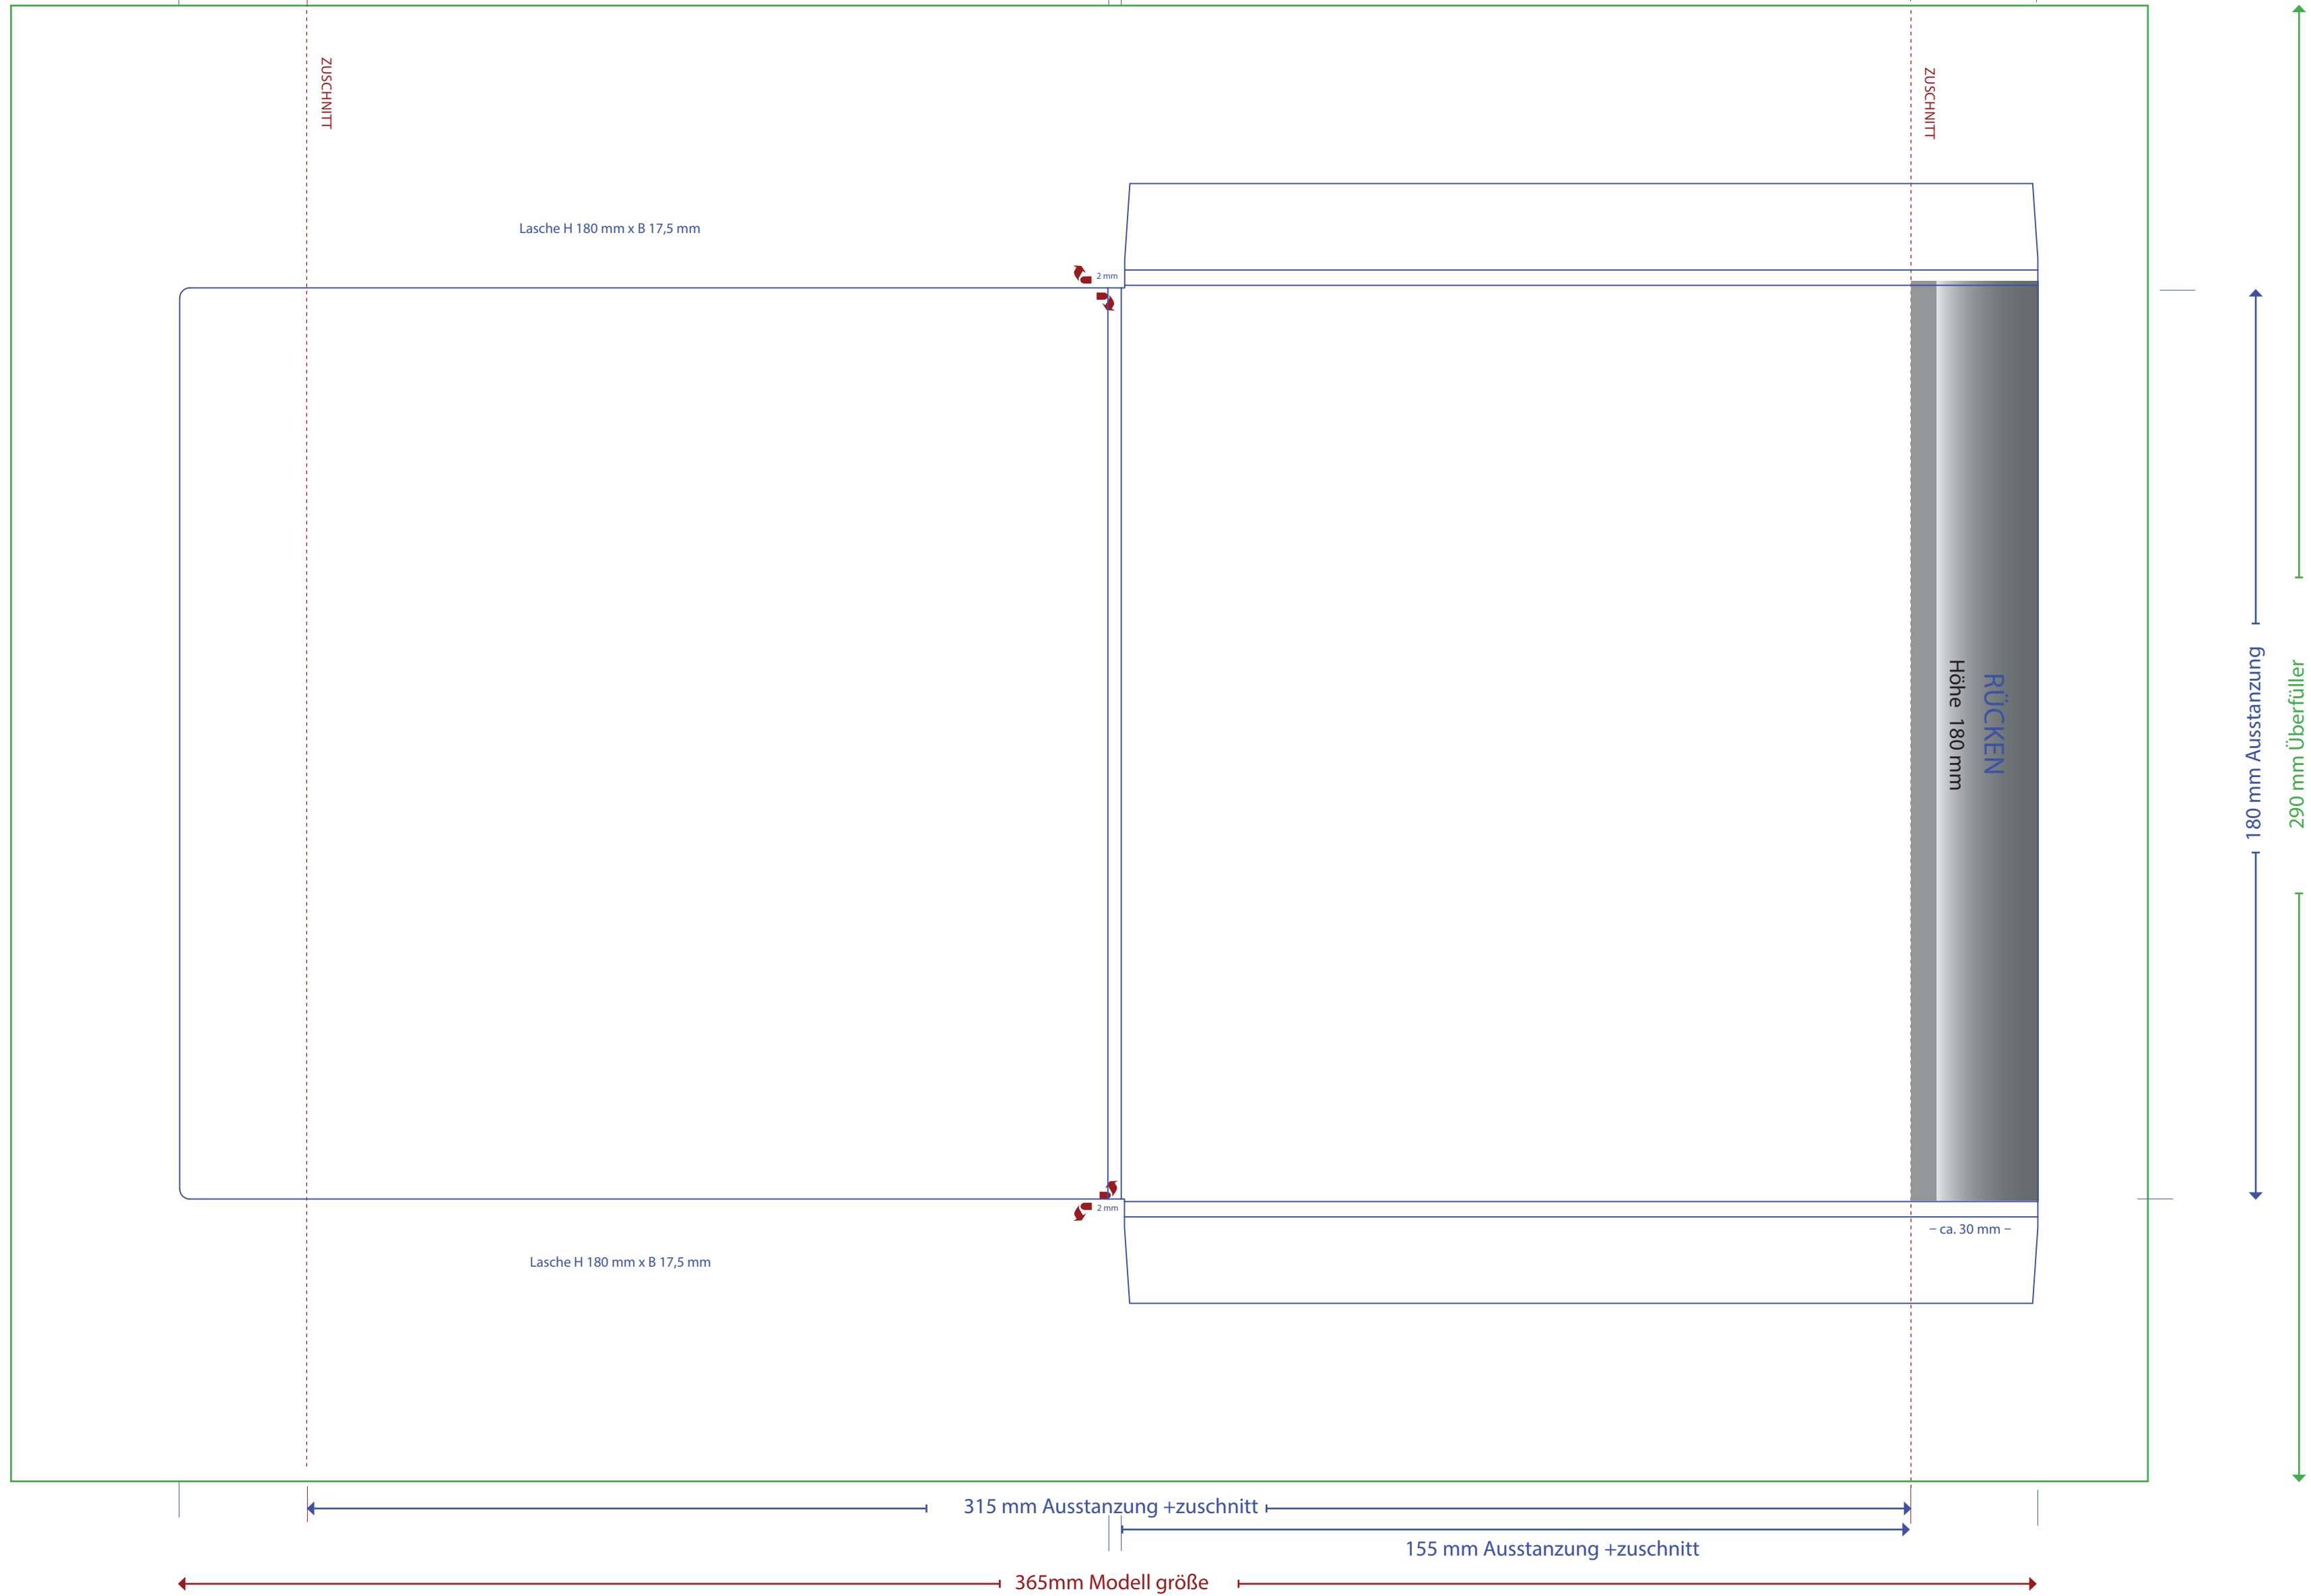 ZUSCHNITT
ZUSCHNITT
Lasche H 180 mm x B 17,5 mm
2 mm
RÜCKEN
Höhe 180 mm
180 mm Ausstanzung
290 mm Überfüller
2 mm
– ca. 30 mm –
Lasche H 180 mm x B 17,5 mm
315 mm Ausstanzung +zuschnitt
155 mm Ausstanzung +zuschnitt
365mm Modell größe